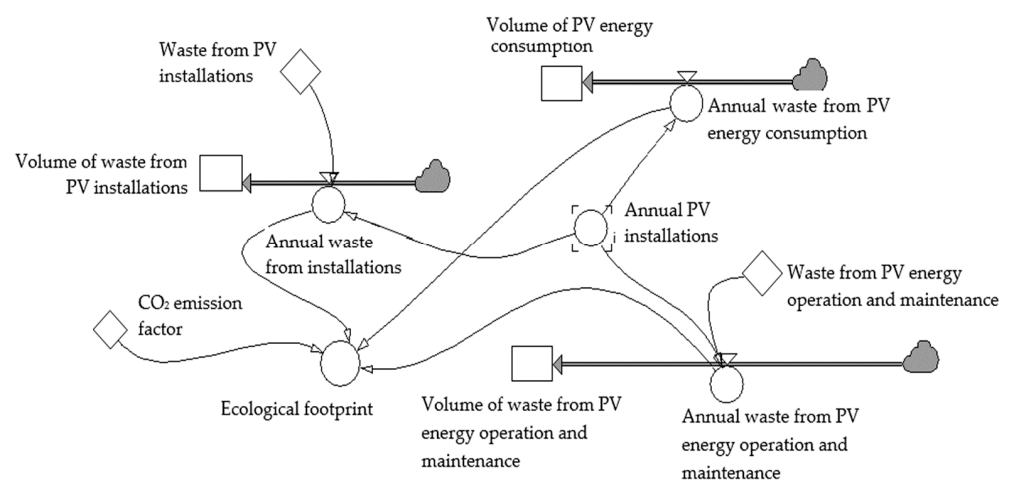 Volume of PV energy
consumption
Waste from PV
installations
Annual waste from PV
energy consumption
Volume of waste from
PV installations
Annual PV
installations
Annual waste
from installations
Waste from PV energy
operation and maintenance
CO₂ emission
factor
Ecological footprint
Volume of waste from PV
energy operation and
maintenance
Annual waste from PV
energy operation and
maintenance